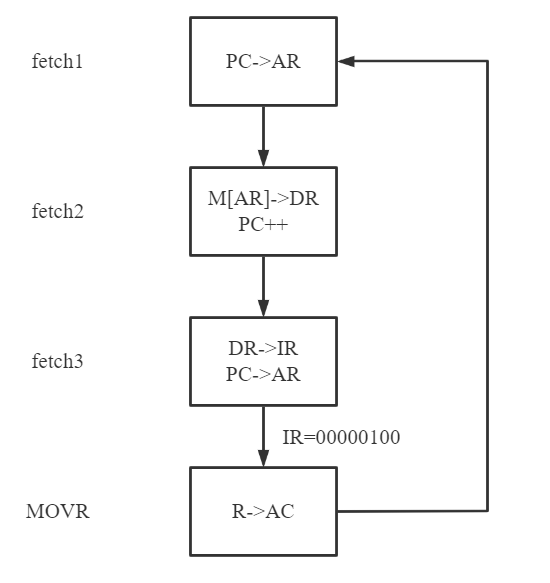 fetch1
PC->AR
fetch2
M[AR]->DR
PC++
fetch3
DR->IR
PC->AR
IR=00000100
MOVR
R->AC